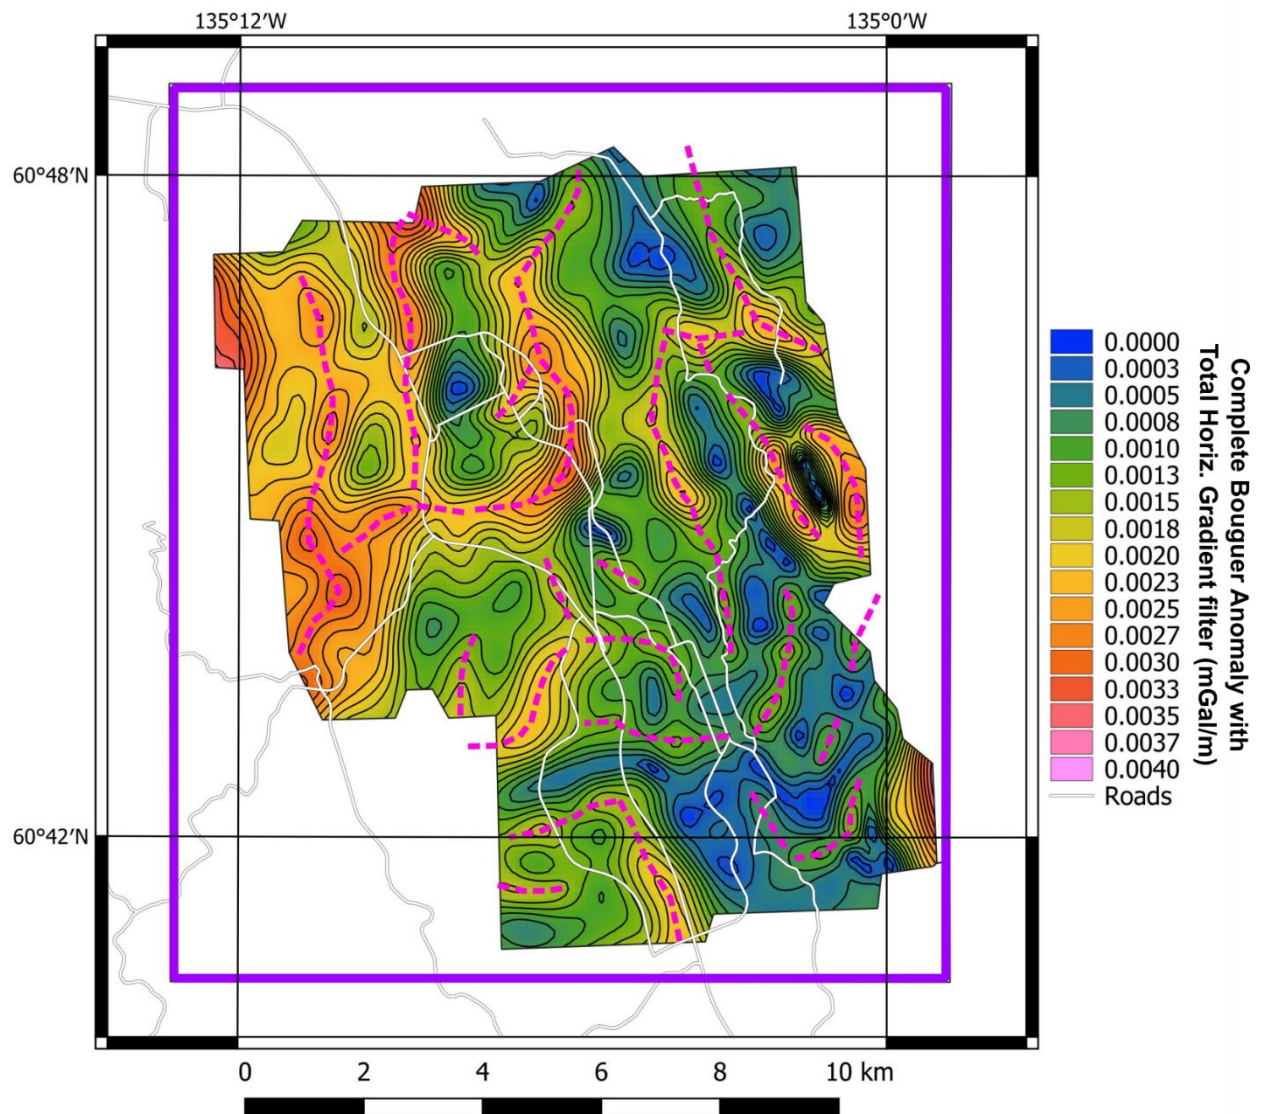 135°12’W
135°0’W
60°48’N
60°42’N
0.0000
0.0003
0.0005
0.0008
0.0010
0.0013
0.0015
0.0018
0.0020
0.0023
0.0025
0.0027
0.0030
0.0033
0.0035
0.0037
0.0040
Roads
Complete Bouguer Anomaly with
Total Horiz. Gradient filter (mGal/m)
0 2 4 6 8 10 km